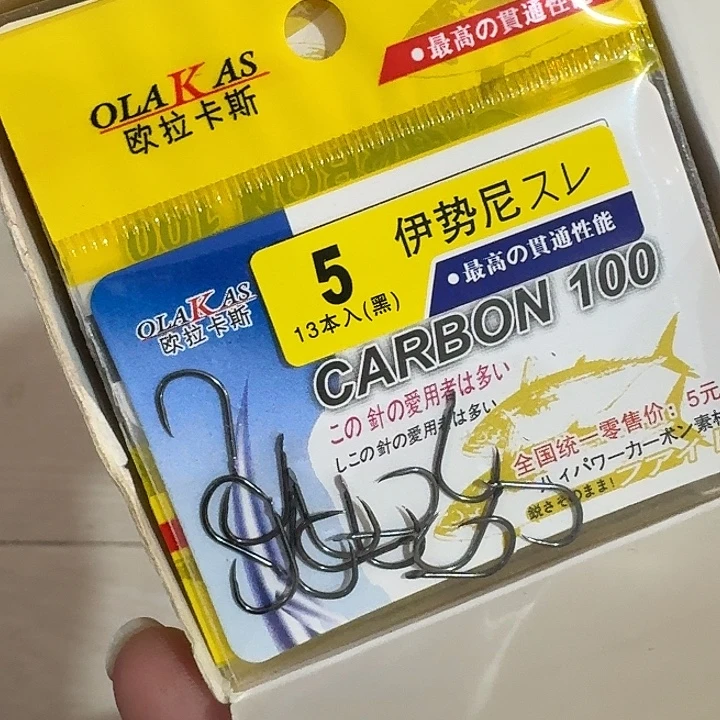 OLAKAS
欧拉卡斯
●最高の貫通性能
OLAKAS
欧拉卡斯
5 伊勢尼スレ
13本入(黑)
●最高の貫通性能
CARBON 100
この 針の愛用者は多い
しこの針の愛用者は多い
全国统一零售价：5元
ハイパワーカーボン素材
鋭さそのまま!